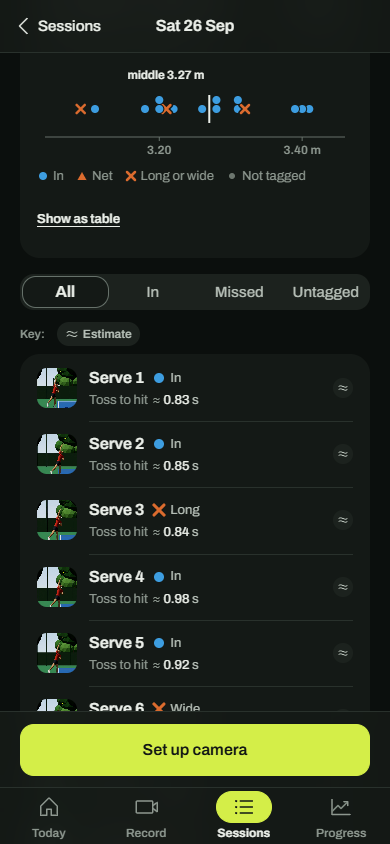 Sessions
Sat 26 Sep
middle 3.27 m
3.20
3.40 m
In
Net
Long or wide
Not tagged
Show as table
All
In
Missed
Untagged
Key:
≈ Estimate
Serve 1 In
Toss to hit ≈ 0.83 s
≈
Serve 2 In
Toss to hit ≈ 0.85 s
≈
Serve 3 Long
Toss to hit ≈ 0.84 s
≈
Serve 4 In
Toss to hit ≈ 0.98 s
≈
Serve 5 In
Toss to hit ≈ 0.92 s
≈
Serve 6 Wide
Set up camera
Today
Record
Sessions
Progress